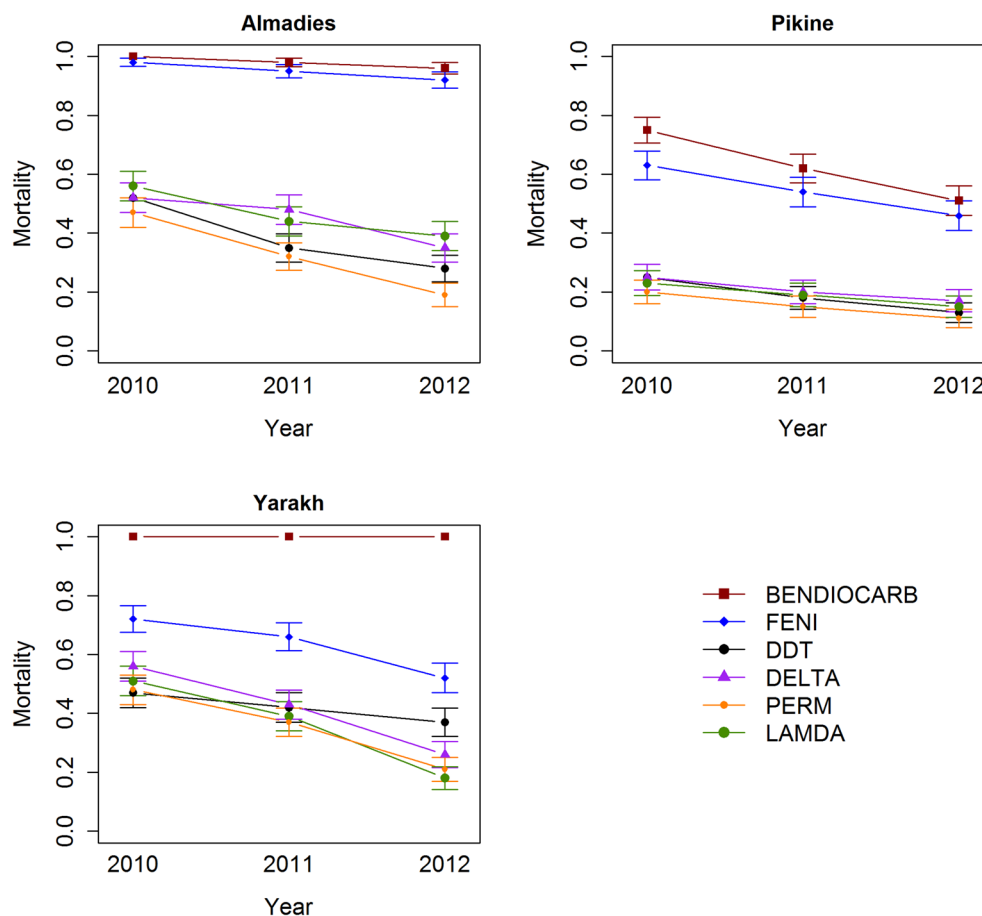 Almadies
Mortality
0.0 0.2 0.4 0.6 0.8 1.0
2010 2011 2012
Year
Pikine
Mortality
0.0 0.2 0.4 0.6 0.8 1.0
2010 2011 2012
Year
Yarakh
Mortality
0.0 0.2 0.4 0.6 0.8 1.0
2010 2011 2012
Year
BENDIOCARB
FENI
DDT
DELTA
PERM
LAMDA